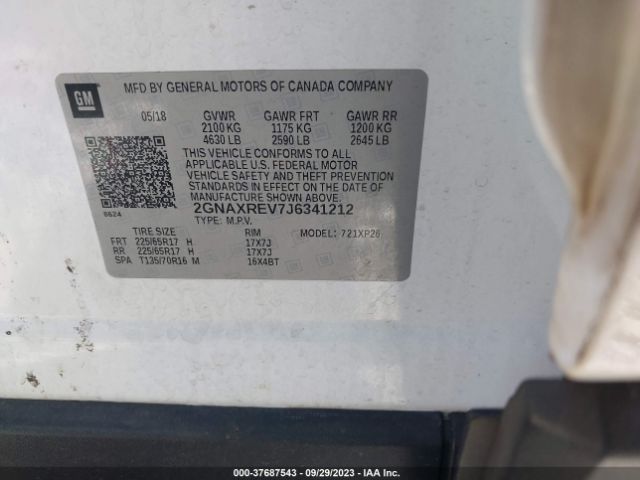 GM
MFD BY GENERAL MOTORS OF CANADA COMPANY
05/18 GVWR GAWR FRT GAWR RR
2100 KG 1175 KG 1200 KG
4630 LB 2590 LB 2645 LB
THIS VEHICLE CONFORMS TO ALL
APPLICABLE U.S. FEDERAL MOTOR
VEHICLE SAFETY AND THEFT PREVENTION
STANDARDS IN EFFECT ON THE DATE OF
MANUFACTURE SHOWN ABOVE.
6624 2GNAXREV7J6341212
TYPE: M.P.V. MODEL: 721XP26
TIRE SIZE RIM
FRT 225/65R17 H 17X7J
RR 225/65R17 H 17X7J
SPA T135/70R16 M 16X4BT
000-37687543 - 09/29/2023 - IAA Inc.